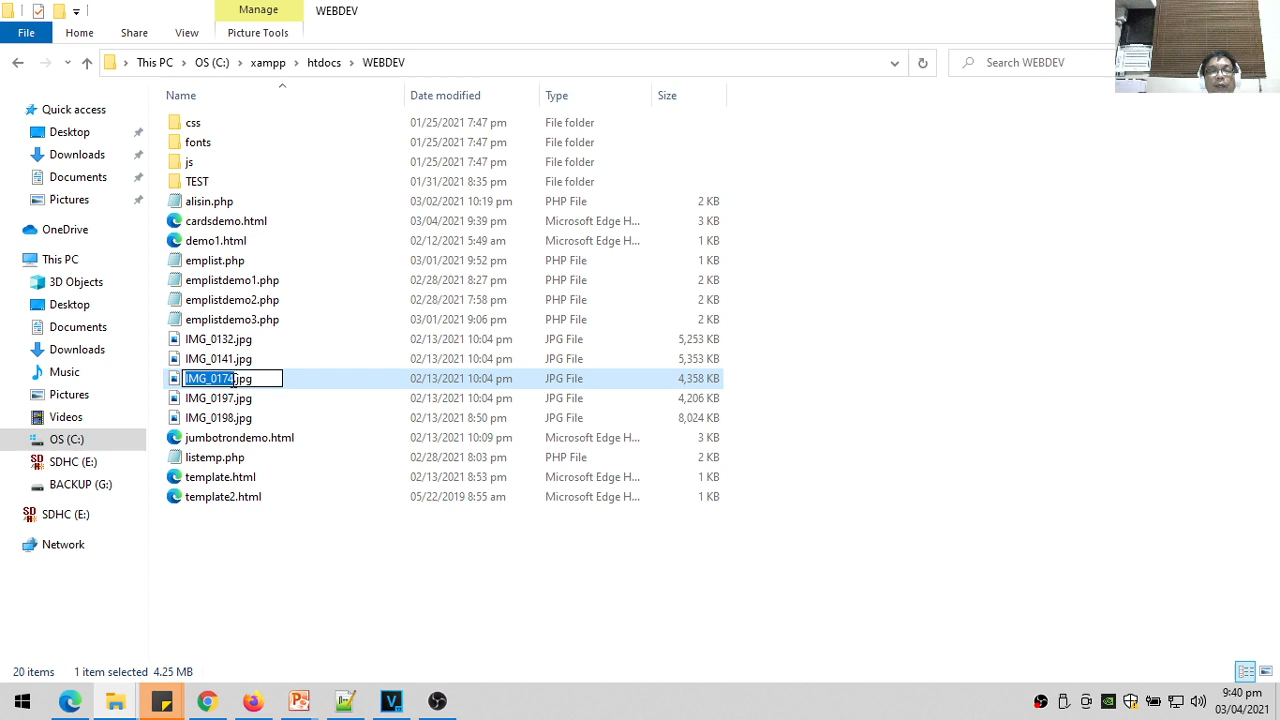 Manage
WEBDEV
File
Home
Share
View
Picture Tools
This PC
OS (C:)
xampp
htdocs
WEBDEV
Search WEBD
Name
Date modified
Type
Size
Quick access
Desktop
Downloads
Documents
Pictures
OneDrive
This PC
3D Objects
Desktop
Documents
Downloads
Music
Pictures
Videos
OS (C:)
SDHC (E:)
BACKUP (G:)
SDHC (E:)
Network
css 01/25/2021 7:47 pm File folder
fonts 01/25/2021 7:47 pm File folder
js 01/25/2021 7:47 pm File folder
TEST 01/31/2021 8:35 pm File folder
alisin.php 03/02/2021 10:19 pm PHP File 2 KB
cardsdemo.html 03/04/2021 9:39 pm Microsoft Edge H... 3 KB
demo1.html 02/12/2021 5:49 am Microsoft Edge H... 1 KB
emplist.php 03/01/2021 9:52 pm PHP File 1 KB
emplistdemo1.php 02/28/2021 8:27 pm PHP File 2 KB
emplistdemo2.php 02/28/2021 7:58 pm PHP File 2 KB
emplistdemo3.php 03/01/2021 9:06 pm PHP File 2 KB
IMG_0132.jpg 02/13/2021 10:04 pm JPG File 5,253 KB
IMG_0141.jpg 02/13/2021 10:04 pm JPG File 5,353 KB
IMG_0174.jpg 02/13/2021 10:04 pm JPG File 4,358 KB
IMG_0197.jpg 02/13/2021 10:04 pm JPG File 4,206 KB
IMG_0198.jpg 02/13/2021 8:50 pm JPG File 8,024 KB
jumbotrondemo.html 02/13/2021 10:09 pm Microsoft Edge H... 3 KB
listemp.php 02/28/2021 8:03 pm PHP File 2 KB
template.html 02/13/2021 8:53 pm Microsoft Edge H... 1 KB
template2.html 05/22/2019 8:55 am Microsoft Edge H... 1 KB
20 items 1 item selected 4.25 MB
9:40 pm
03/04/2021